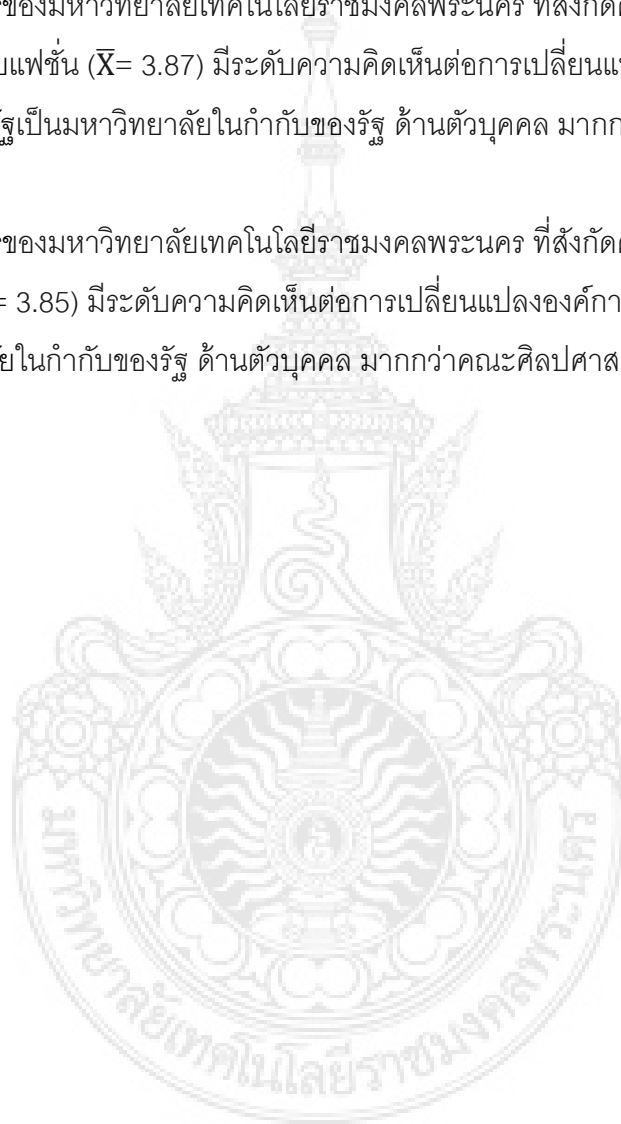 ของมหาวิทยาลัยเทคโนโลยีราชมงคลพระนคร ที่สังกัด
บแฟชั่น (X̅= 3.87) มีระดับความคิดเห็นต่อการเปลี่ยนแ
รัฐเป็นมหาวิทยาลัยในกำกับของรัฐ ด้านตัวบุคคล มากก
ของมหาวิทยาลัยเทคโนโลยีราชมงคลพระนคร ที่สังกัด
= 3.85) มีระดับความคิดเห็นต่อการเปลี่ยนแปลงองค์กา
ัยในกำกับของรัฐ ด้านตัวบุคคล มากกว่าคณะศิลปศาส
มหาวิทยาลัยเทคโนโลยีราชมงคลพระนคร